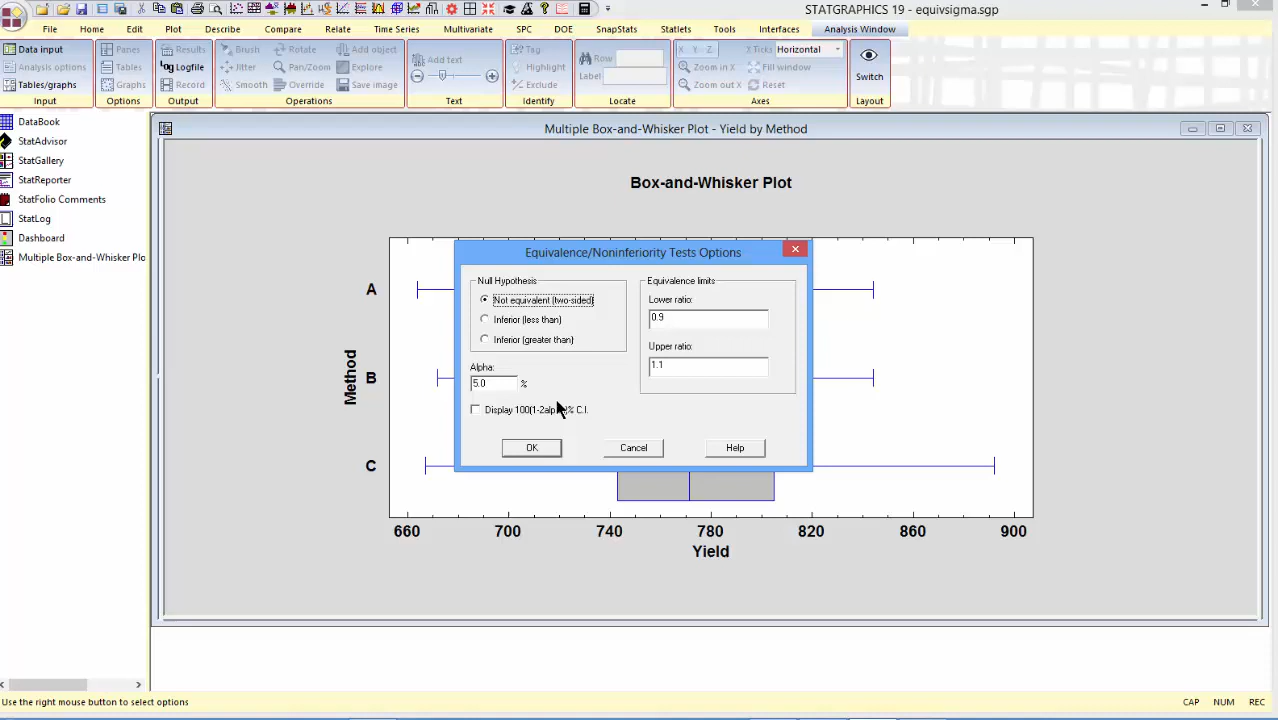 STATGRAPHICS 19 - equivsigma.sgp
File Home Edit Plot Describe Compare Relate Time Series Multivariate SPC DOE SnapStats Statlets Tools Interfaces Analysis Window
Data input Panes Results Brush Rotate Add object Add text Tag Row X Y Z X Ticks Horizontal
Analysis options Tables Logfile Jitter Pan/Zoom Explore Highlight Label Zoom in X Fill window
Tables/graphs Graphs Record Smooth Override Save image Exclude Zoom out X Reset Switch
Input Options Output Operations Text Identify Locate Axes Layout
DataBook
StatAdvisor
StatGallery
StatReporter
StatFolio Comments
StatLog
Dashboard
Multiple Box-and-Whisker Plo
Multiple Box-and-Whisker Plot - Yield by Method
Box-and-Whisker Plot
Method
A
B
C
660 700 740 780 820 860 900
Yield
Equivalence/Noninferiority Tests Options
Null Hypothesis
Not equivalent (two-sided)
Inferior (less than)
Inferior (greater than)
Alpha:
5.0 %
Equivalence limits
Lower ratio:
0.9
Upper ratio:
1.1
OK Cancel Help
Use the right mouse button to select options
CAP NUM REC